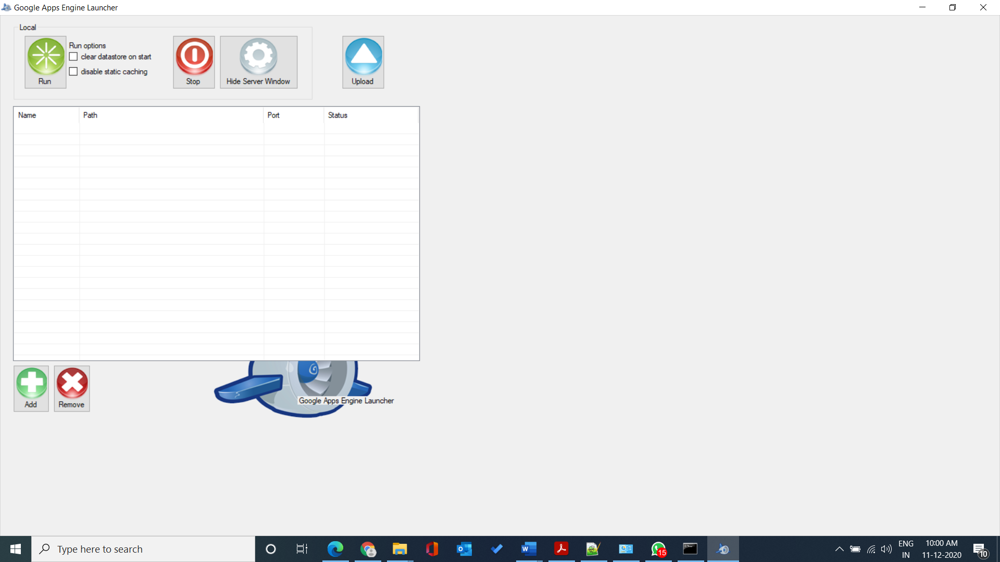 Google Apps Engine Launcher
Local
Run options
clear datastore on start
disable static caching
Run
Stop
Hide Server Window
Upload
Name Path Port Status
Add
Remove
Google Apps Engine Launcher
Type here to search
15
ENG
IN
10:00 AM
11-12-2020
10